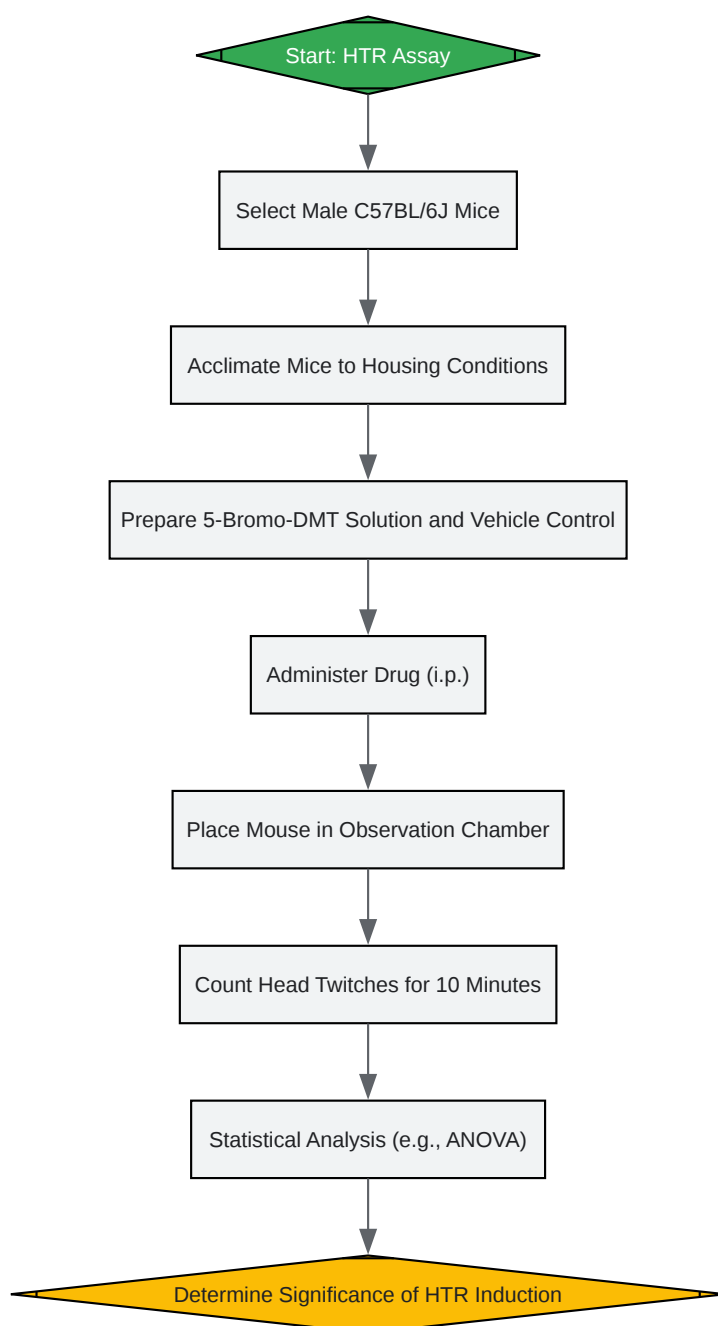 Start: HTR Assay
Select Male C57BL/6J Mice
Acclimate Mice to Housing Conditions
Prepare 5-Bromo-DMT Solution and Vehicle Control
Administer Drug (i.p.)
Place Mouse in Observation Chamber
Count Head Twitches for 10 Minutes
Statistical Analysis (e.g., ANOVA)
Determine Significance of HTR Induction